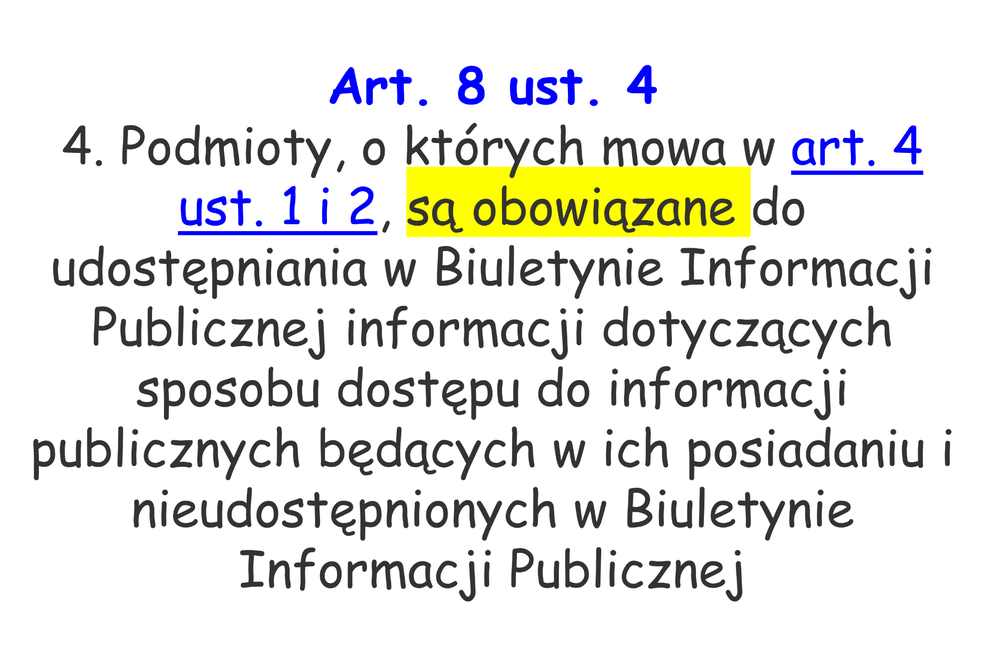 Art. 8 ust. 4
4. Podmioty, o których mowa w art. 4
ust. 1 i 2, są obowiązane do
udostępniania w Biuletynie Informacji
Publicznej informacji dotyczących
sposobu dostępu do informacji
publicznych będących w ich posiadaniu i
nieudostępnionych w Biuletynie
Informacji Publicznej